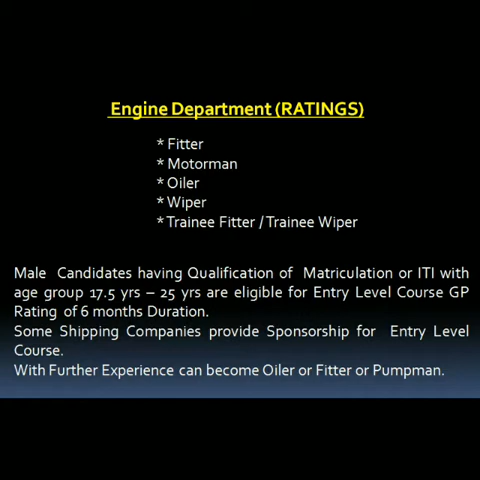 Engine Department (RATINGS)
* Fitter
* Motorman
* Oiler
* Wiper
* Trainee Fitter / Trainee Wiper
Male Candidates having Qualification of Matriculation or ITI with
age group 17.5 yrs – 25 yrs are eligible for Entry Level Course GP
Rating of 6 months Duration.
Some Shipping Companies provide Sponsorship for Entry Level
Course.
With Further Experience can become Oiler or Fitter or Pumpman.